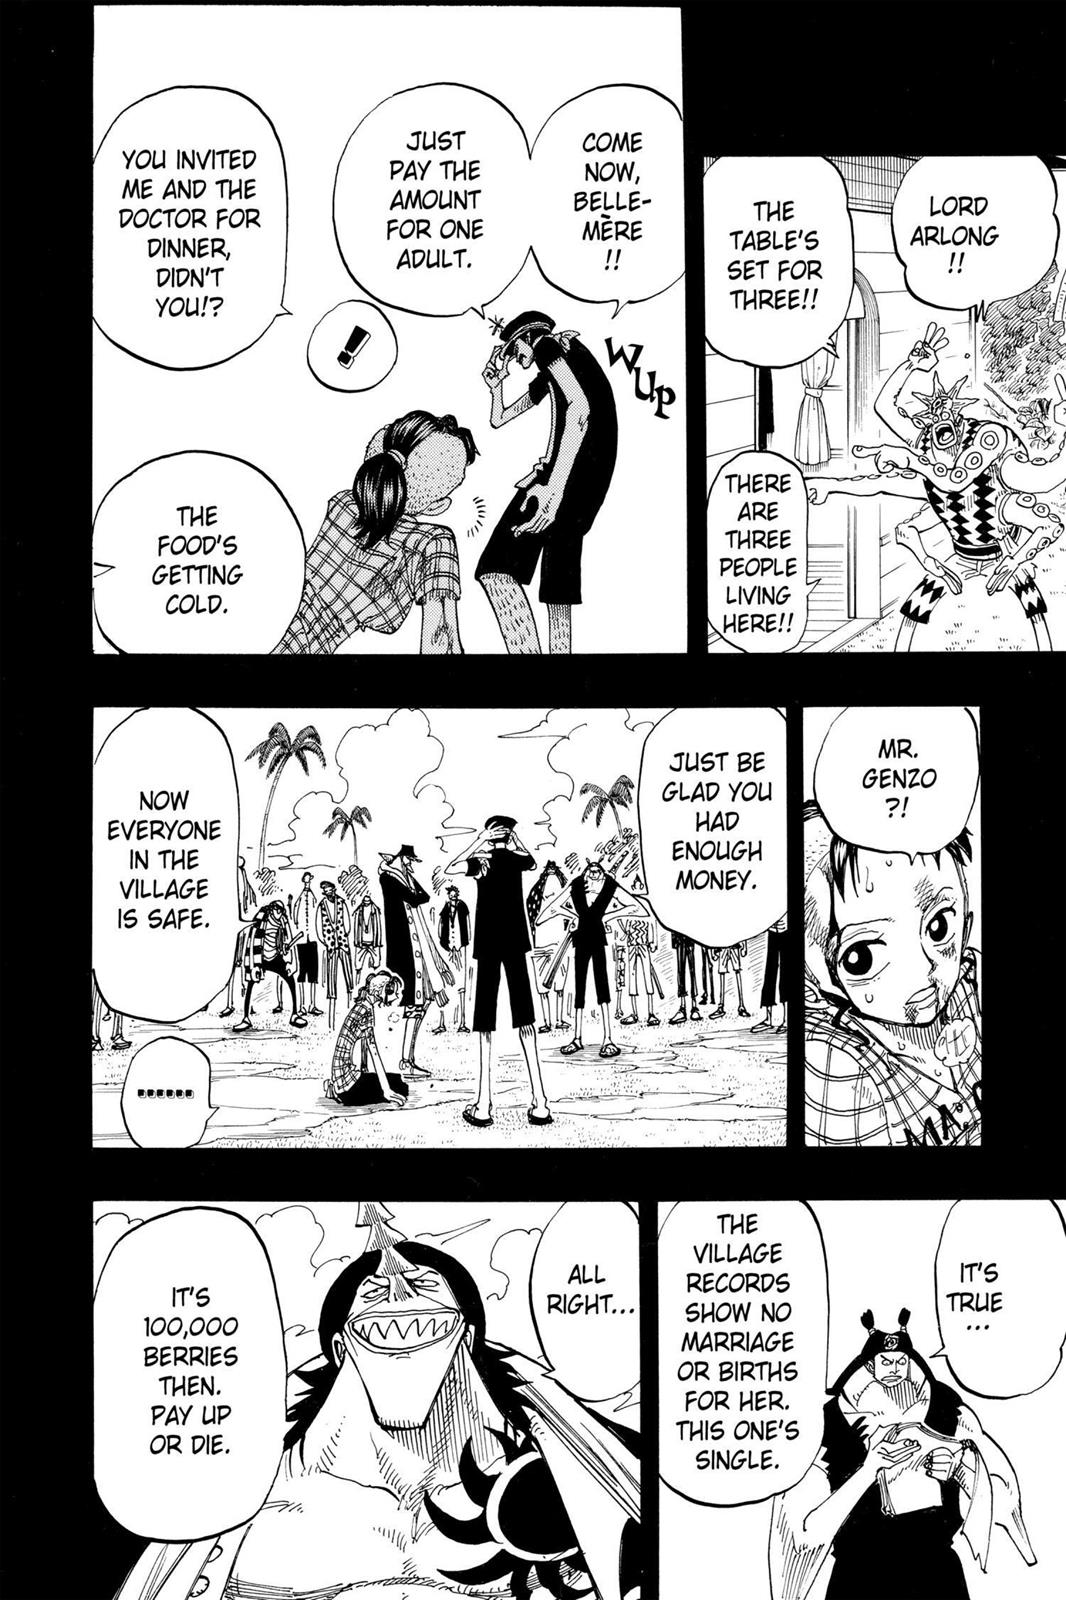 LORD
ARLONG
!!
THE
TABLE'S
SET FOR
THREE!!
THERE
ARE
THREE
PEOPLE
LIVING
HERE!!
COME
NOW,
BELLE-
MÈRE
!!
JUST
PAY THE
AMOUNT
FOR ONE
ADULT.
WUP
!
YOU INVITED
ME AND THE
DOCTOR FOR
DINNER,
DIDN'T
YOU!?
THE
FOOD'S
GETTING
COLD.
MR.
GENZO
?!
MA.
JUST BE
GLAD YOU
HAD
ENOUGH
MONEY.
NOW
EVERYONE
IN THE
VILLAGE
IS SAFE.
......
IT'S
TRUE
...
THE
VILLAGE
RECORDS
SHOW NO
MARRIAGE
OR BIRTHS
FOR HER.
THIS ONE'S
SINGLE.
ALL
RIGHT...
IT'S
100,000
BERRIES
THEN.
PAY UP
OR DIE.